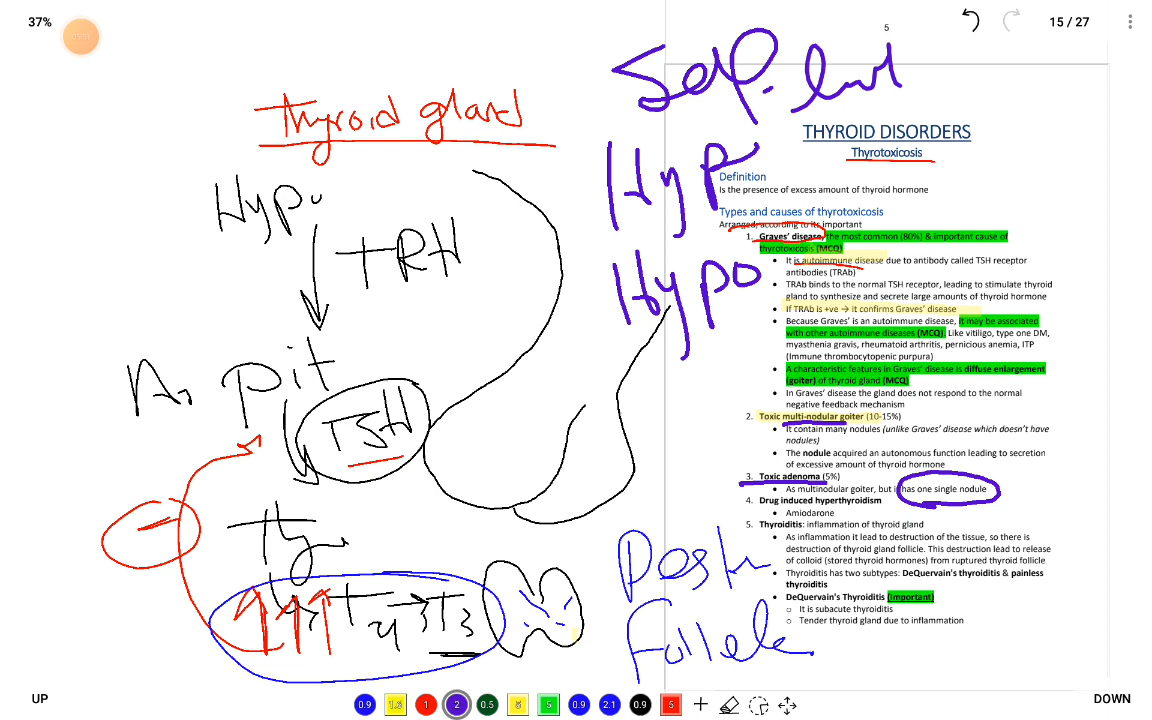 37%
15 / 27
5
Thyroid gland
Hypo
TRH
A. pit
TSH
Thy
T4 → T3
Hyp
Hypo
THYROID DISORDERS
Thyrotoxicosis
Definition
Is the presence of excess amount of thyroid hormone
Types and causes of thyrotoxicosis
Arranged, according to its important
1. Graves' disease, the most common (80%) & important cause of
thyrotoxicosis (MCQ)
• It is autoimmune disease due to antibody called TSH receptor
antibodies (TRAb)
• TRAb binds to the normal TSH receptor, leading to stimulate thyroid
gland to synthesize and secrete large amounts of thyroid hormone
• If TRAb is +ve → it confirms Graves' disease
• Because Graves' is an autoimmune disease, it may be associated
with other autoimmune diseases (MCQ). Like vitiligo, type one DM,
myasthenia gravis, rheumatoid arthritis, pernicious anemia, ITP
(Immune thrombocytopenic purpura)
• A characteristic features in Graves' disease is diffuse enlargement
(goiter) of thyroid gland (MCQ)
• In Graves' disease the gland does not respond to the normal
negative feedback mechanism
2. Toxic multi-nodular goiter (10-15%)
• It contain many nodules (unlike Graves' disease which doesn't have
nodules)
• The nodule acquired an autonomous function leading to secretion
of excessive amount of thyroid hormone
3. Toxic adenoma (5%)
• As multinodular goiter, but it has one single nodule
4. Drug induced hyperthyroidism
• Amiodarone
5. Thyroiditis: inflammation of thyroid gland
• As inflammation it lead to destruction of the tissue, so there is
destruction of thyroid gland follicle. This destruction lead to release
of colloid (stored thyroid hormones) from ruptured thyroid follicle
• Thyroiditis has two subtypes: DeQuervain's thyroiditis & painless
thyroiditis
• DeQuervain's Thyroiditis (important)
o It is subacute thyroiditis
o Tender thyroid gland due to inflammation
UP
0.9 1.6 1 2 0.5 5 5 0.9 2.1 0.9 5
DOWN